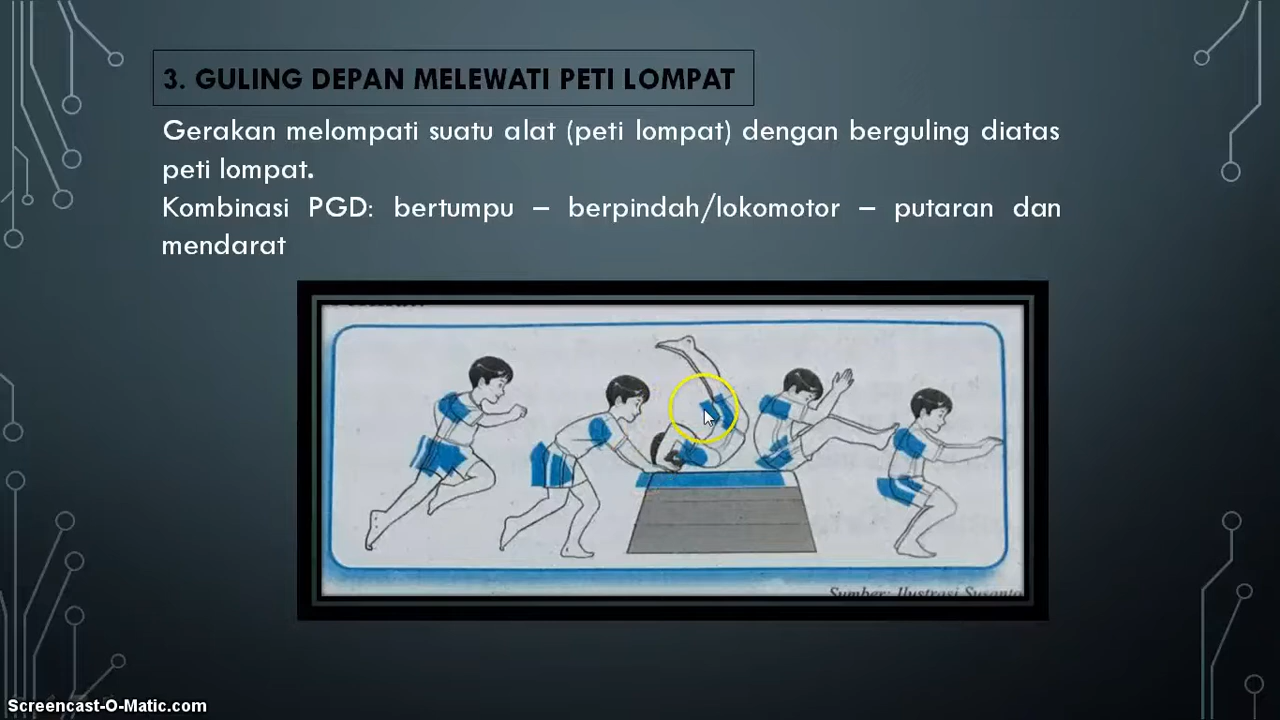 3. GULING DEPAN MELEWATI PETI LOMPAT
Gerakan melompati suatu alat (peti lompat) dengan berguling diatas
peti lompat.
Kombinasi PGD: bertumpu – berpindah/lokomotor – putaran dan
mendarat
Sumber: Ilustrasi Susanto
Screencast-O-Matic.com